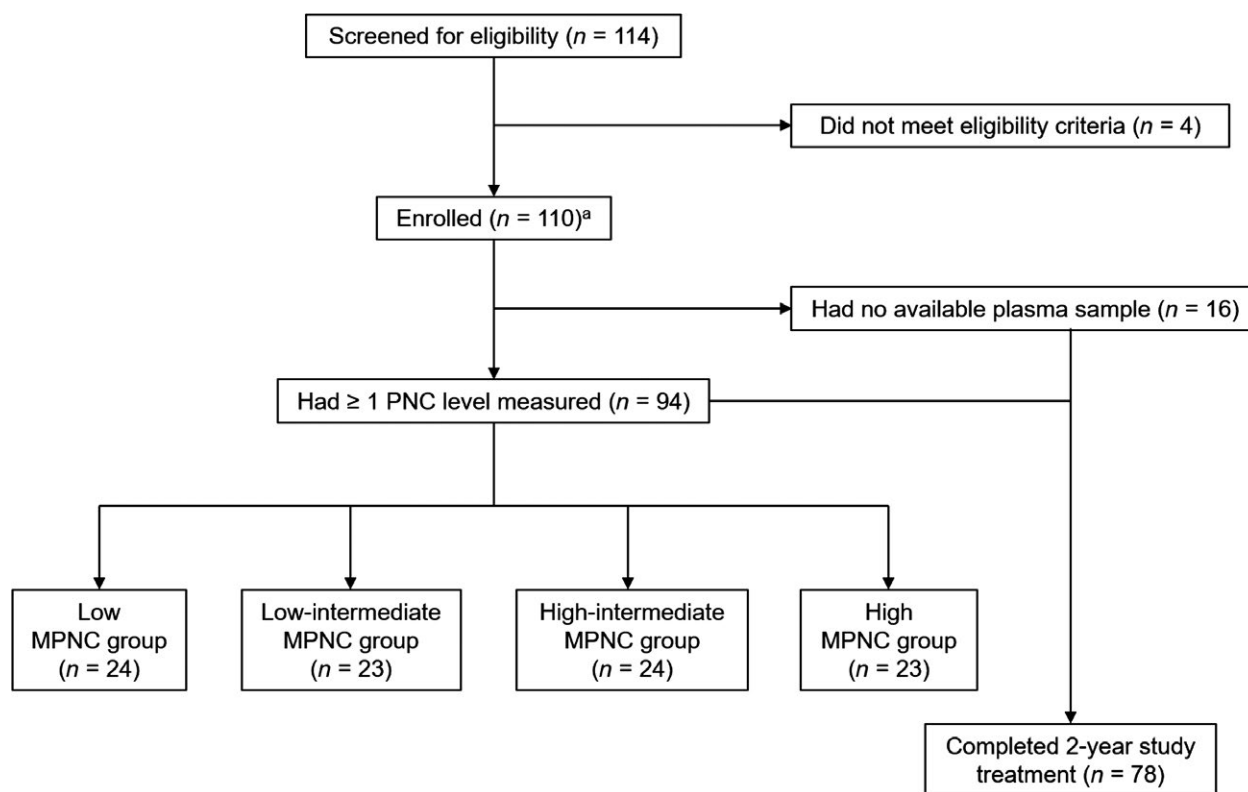 Screened for eligibility (n = 114)
Did not meet eligibility criteria (n = 4)
Enrolled (n = 110)ᵃ
Had no available plasma sample (n = 16)
Had ≥ 1 PNC level measured (n = 94)
Low
MPNC group
(n = 24)
Low-intermediate
MPNC group
(n = 23)
High-intermediate
MPNC group
(n = 24)
High
MPNC group
(n = 23)
Completed 2-year study
treatment (n = 78)